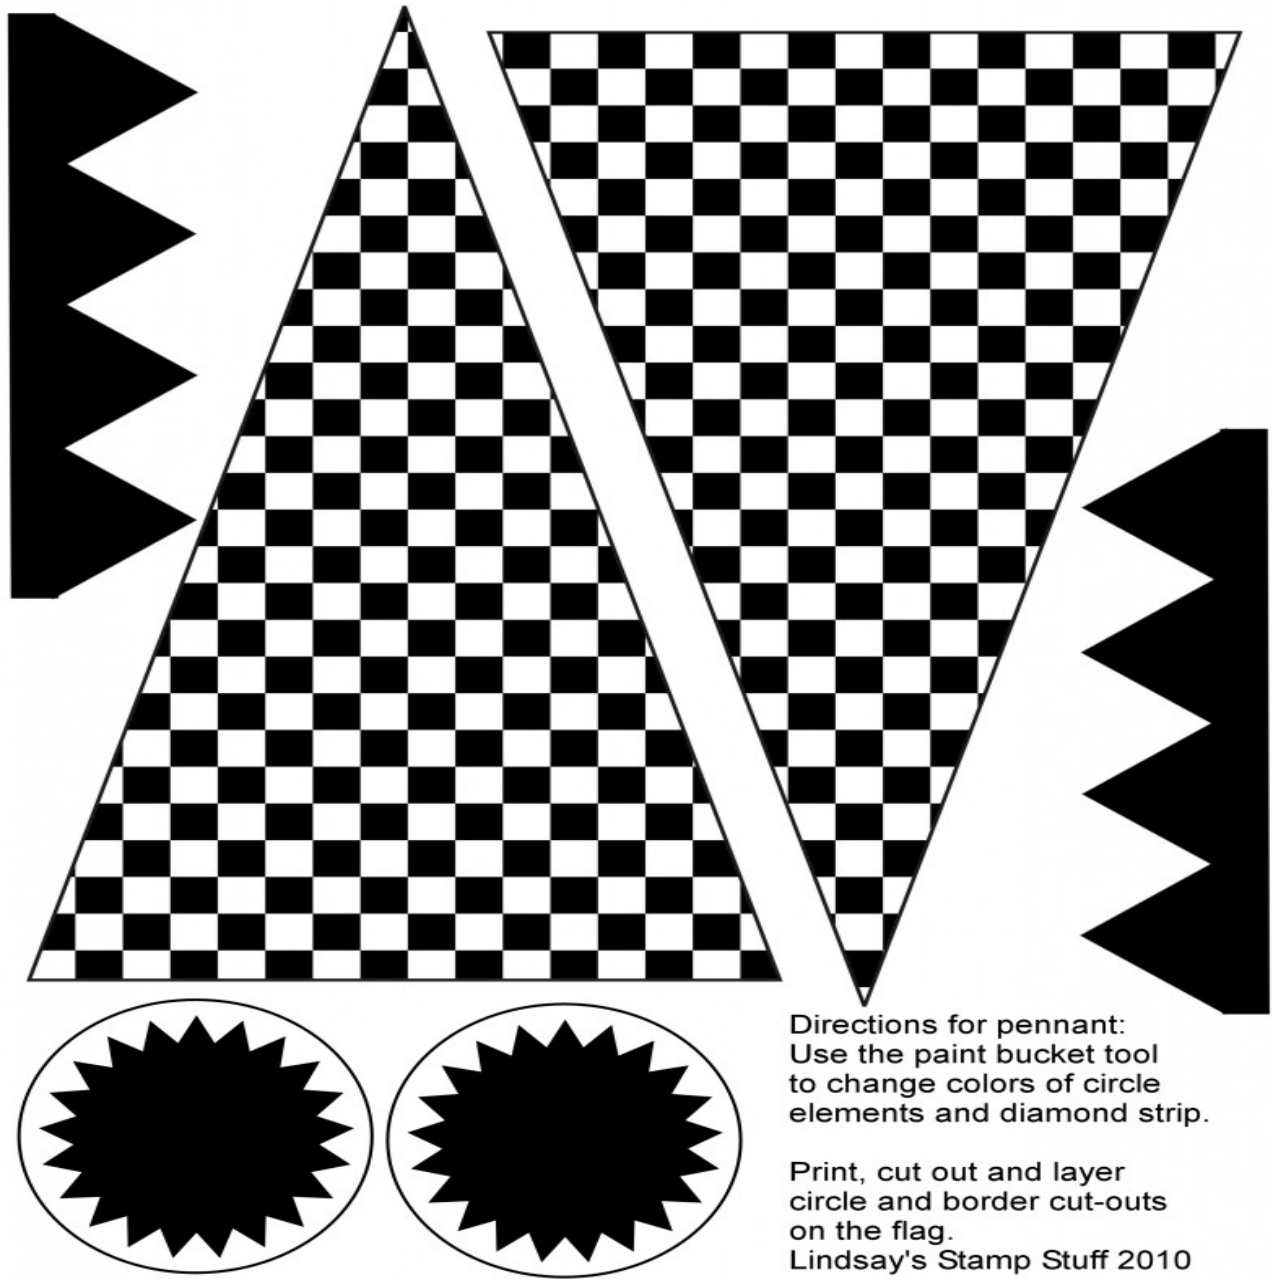 Directions for pennant:
Use the paint bucket tool
to change colors of circle
elements and diamond strip.
Print, cut out and layer
circle and border cut-outs
on the flag.
Lindsay's Stamp Stuff 2010